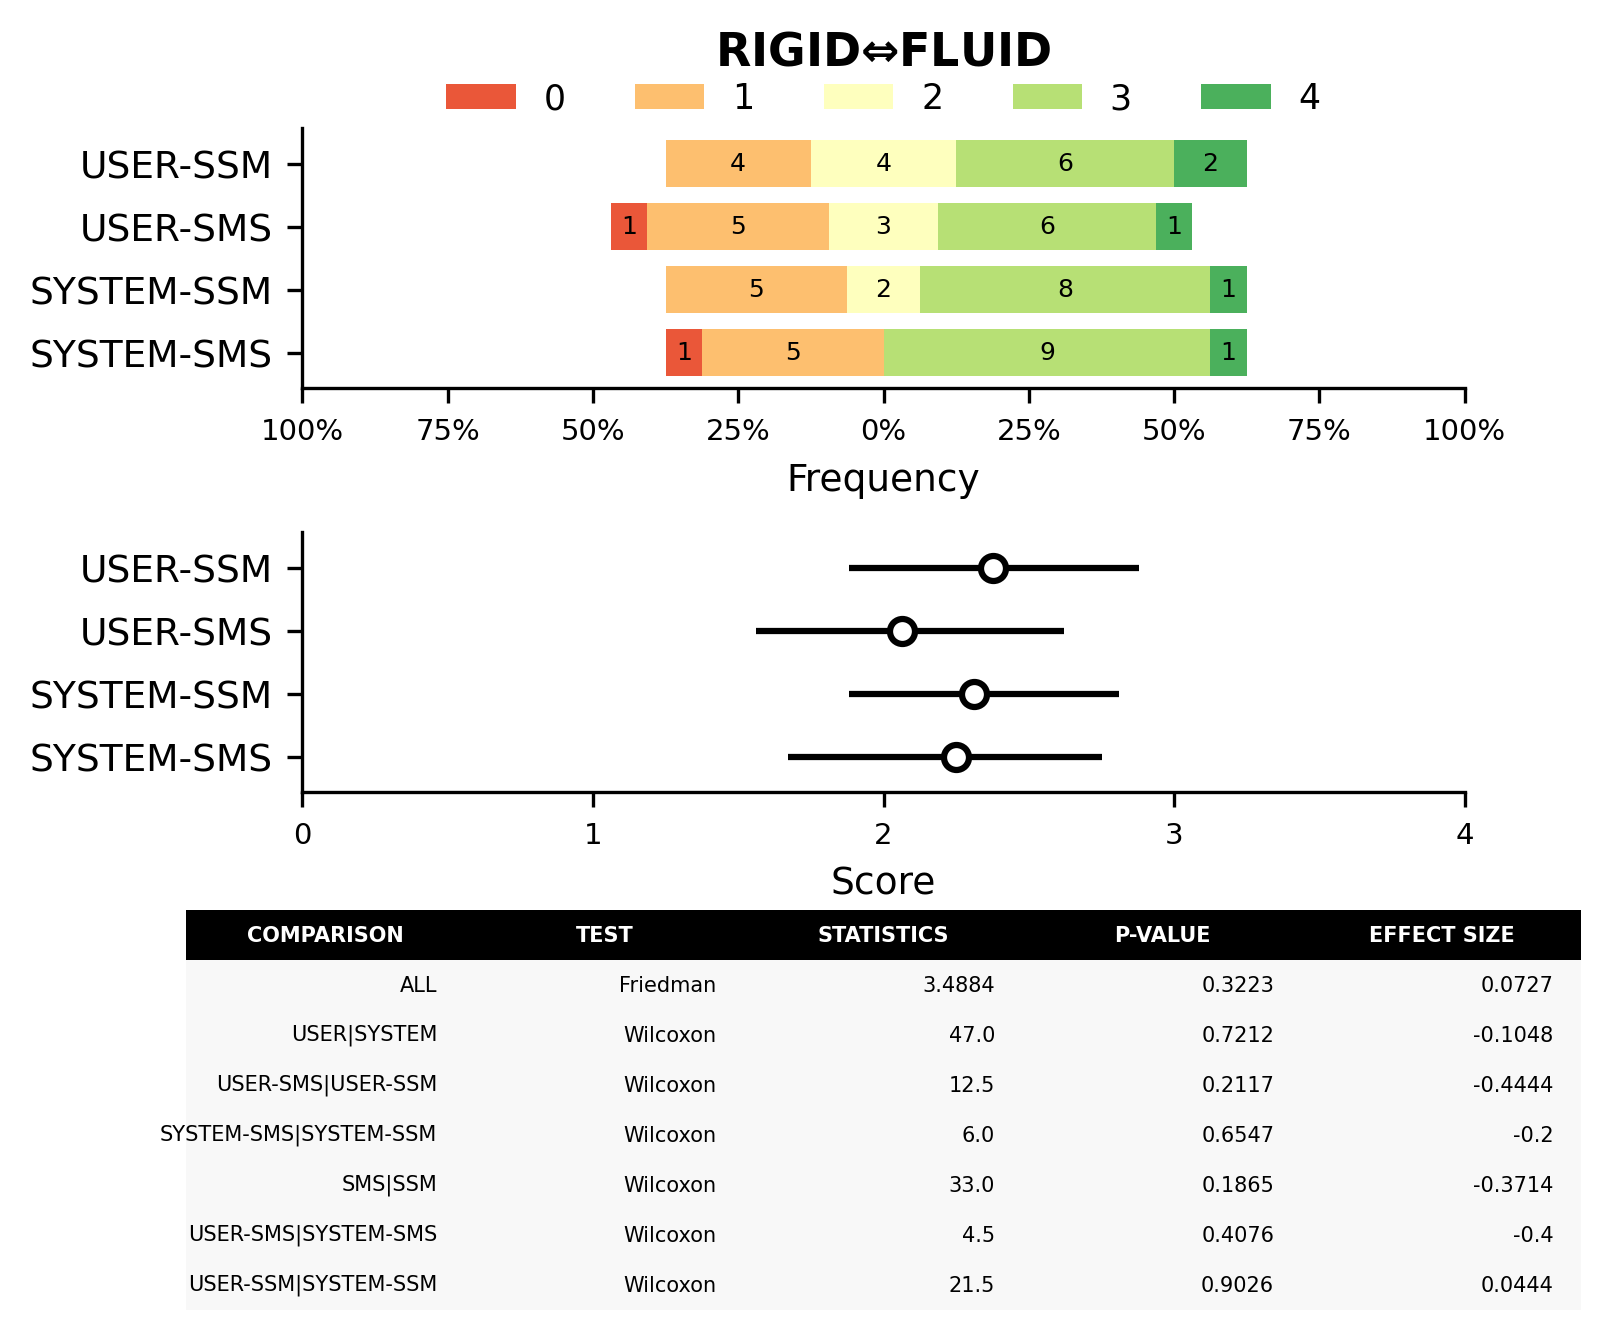 RIGID⇔FLUID
0 1 2 3 4
USER-SSM 4 4 6 2
USER-SMS 1 5 3 6 1
SYSTEM-SSM 5 2 8 1
SYSTEM-SMS 1 5 9 1
100% 75% 50% 25% 0% 25% 50% 75% 100%
Frequency
USER-SSM
USER-SMS
SYSTEM-SSM
SYSTEM-SMS
0 1 2 3 4
Score
COMPARISON TEST STATISTICS P-VALUE EFFECT SIZE
ALL Friedman 3.4884 0.3223 0.0727
USER|SYSTEM Wilcoxon 47.0 0.7212 -0.1048
USER-SMS|USER-SSM Wilcoxon 12.5 0.2117 -0.4444
SYSTEM-SMS|SYSTEM-SSM Wilcoxon 6.0 0.6547 -0.2
SMS|SSM Wilcoxon 33.0 0.1865 -0.3714
USER-SMS|SYSTEM-SMS Wilcoxon 4.5 0.4076 -0.4
USER-SSM|SYSTEM-SSM Wilcoxon 21.5 0.9026 0.0444